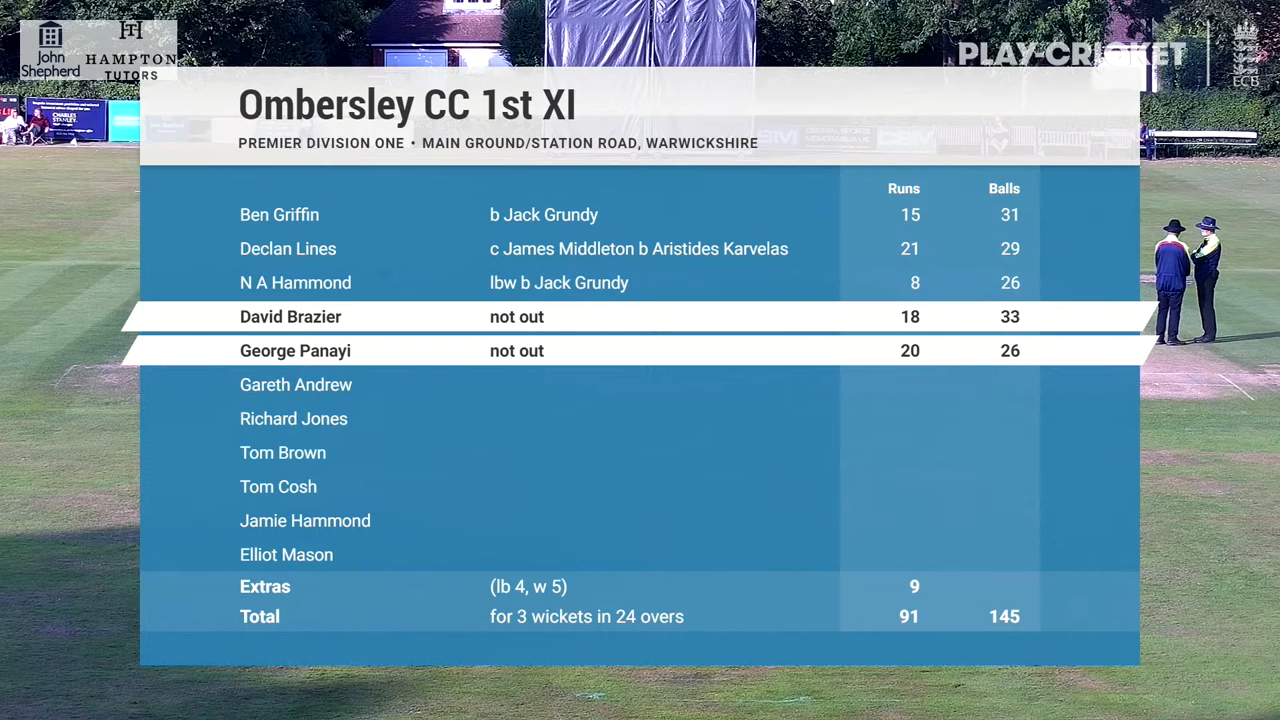 John
Shepherd
HAMPTON
TUTORS
PLAY-CRICKET
ECB
Ombersley CC 1st XI
PREMIER DIVISION ONE • MAIN GROUND/STATION ROAD, WARWICKSHIRE
CHARLES
STANLEY
Runs Balls
Ben Griffin b Jack Grundy 15 31
Declan Lines c James Middleton b Aristides Karvelas 21 29
N A Hammond lbw b Jack Grundy 8 26
David Brazier not out 18 33
George Panayi not out 20 26
Gareth Andrew
Richard Jones
Tom Brown
Tom Cosh
Jamie Hammond
Elliot Mason
Extras (lb 4, w 5) 9
Total for 3 wickets in 24 overs 91 145